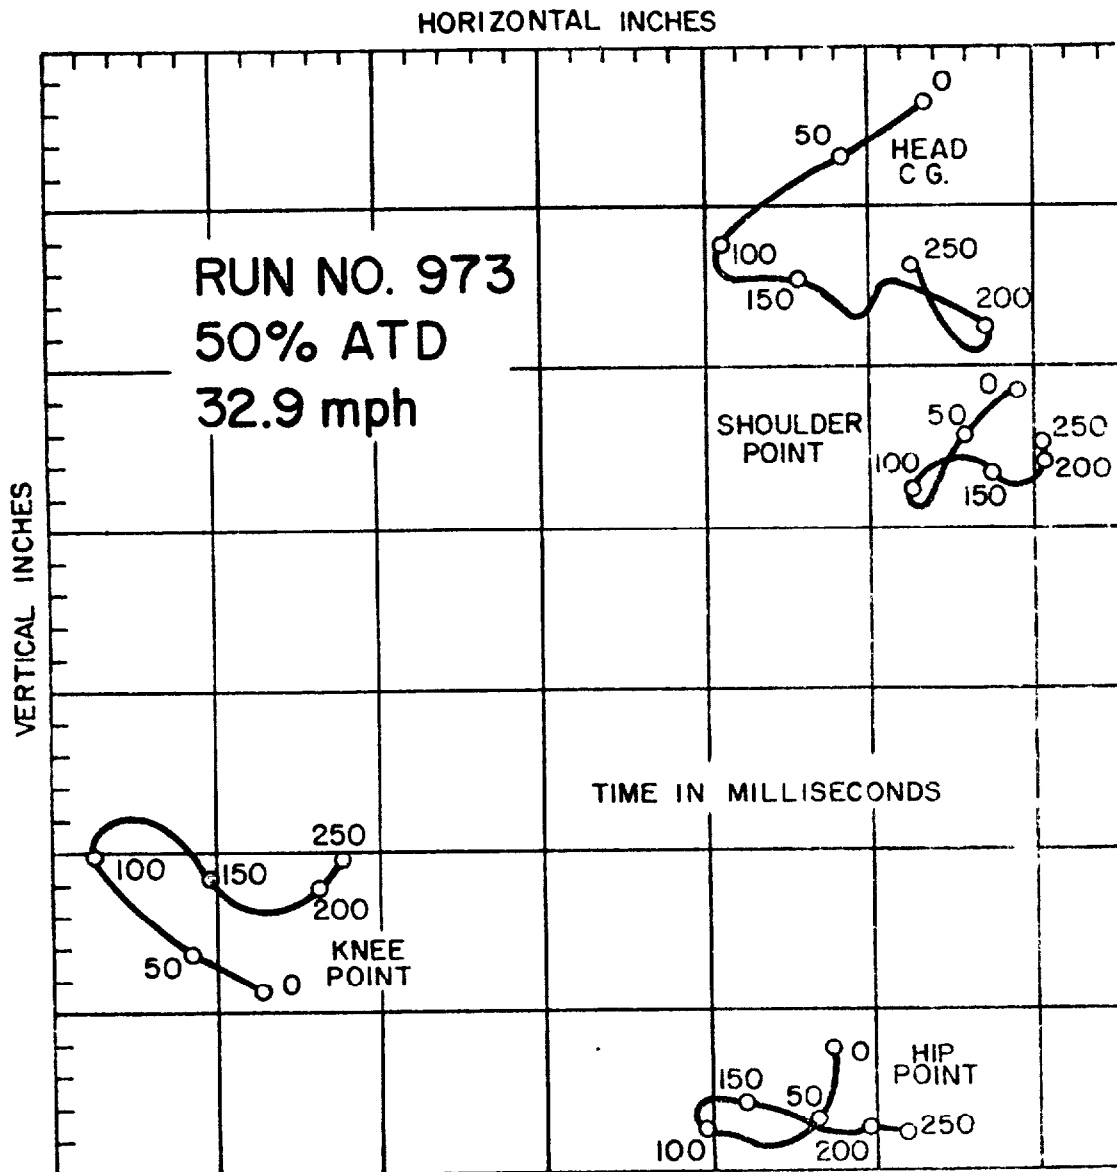 HORIZONTAL INCHES
0
50
HEAD
C G.
100
250
150
200
RUN NO. 973
50% ATD
32.9 mph
0
SHOULDER
POINT
50
250
100
200
150
VERTICAL INCHES
TIME IN MILLISECONDS
250
100
150
200
KNEE
POINT
50
0
0
HIP
POINT
150
50
100
200
250